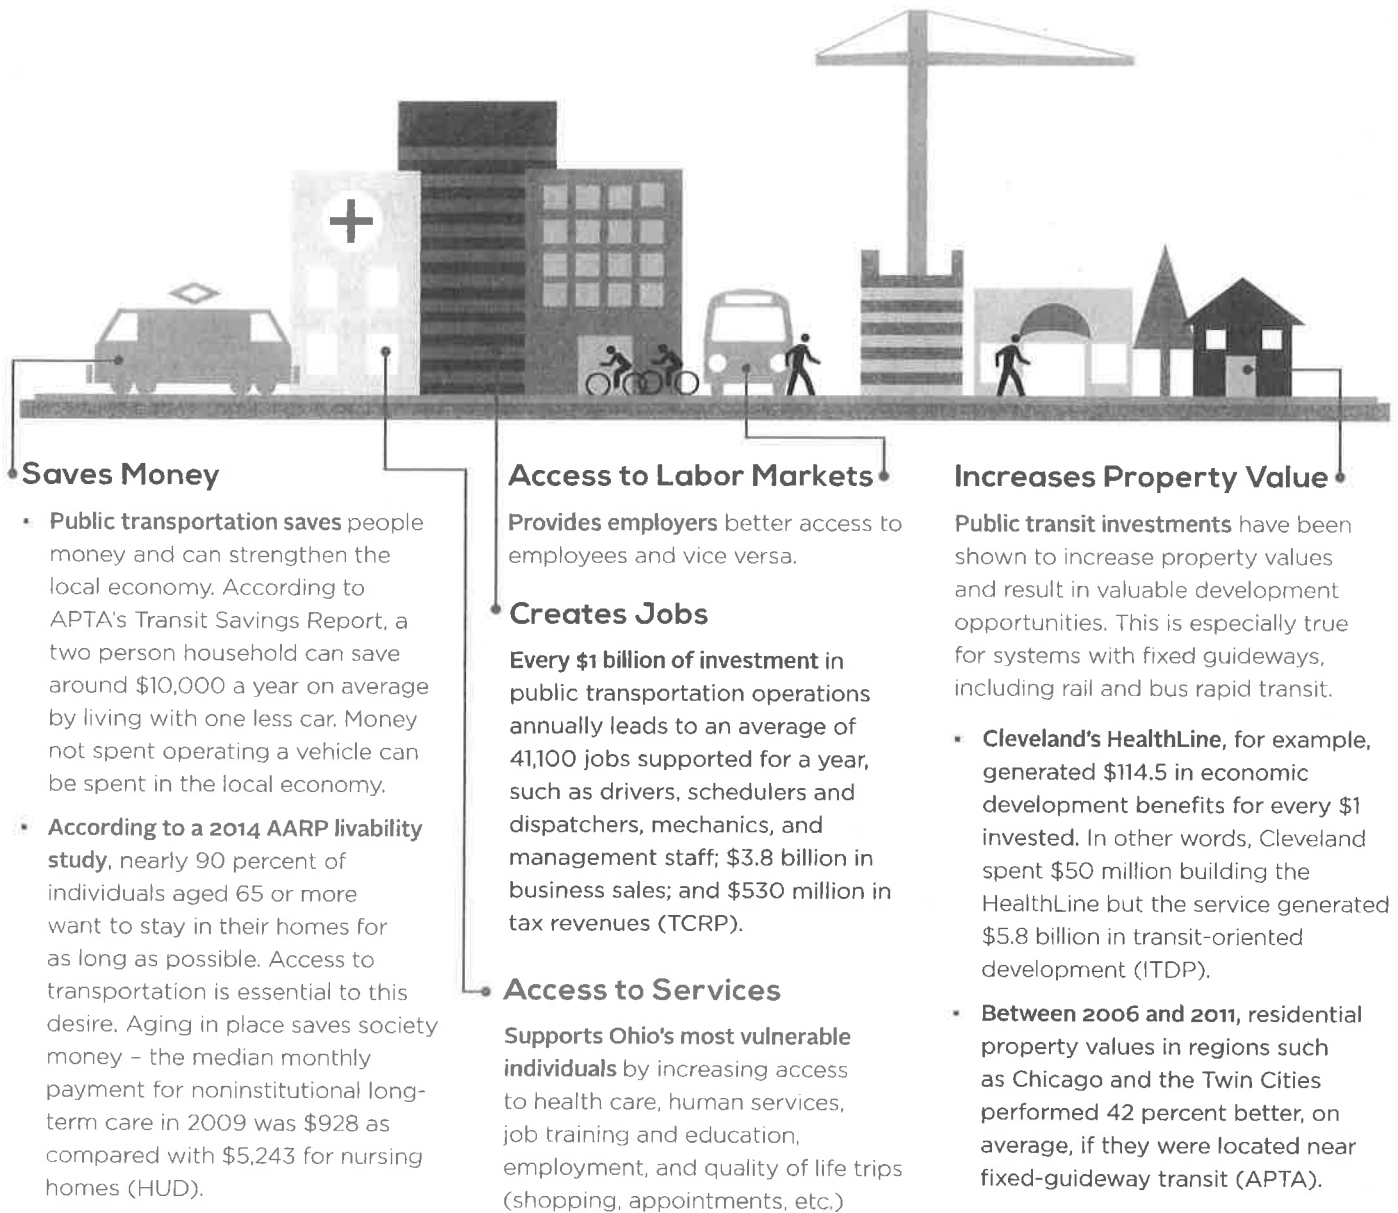 Saves Money
• Public transportation saves people
money and can strengthen the
local economy. According to
APTA's Transit Savings Report, a
two person household can save
around $10,000 a year on average
by living with one less car. Money
not spent operating a vehicle can
be spent in the local economy.
• According to a 2014 AARP livability
study, nearly 90 percent of
individuals aged 65 or more
want to stay in their homes for
as long as possible. Access to
transportation is essential to this
desire. Aging in place saves society
money – the median monthly
payment for noninstitutional long-
term care in 2009 was $928 as
compared with $5,243 for nursing
homes (HUD).
Access to Labor Markets
Provides employers better access to
employees and vice versa.
Creates Jobs
Every $1 billion of investment in
public transportation operations
annually leads to an average of
41,100 jobs supported for a year,
such as drivers, schedulers and
dispatchers, mechanics, and
management staff; $3.8 billion in
business sales; and $530 million in
tax revenues (TCRP).
Access to Services
Supports Ohio's most vulnerable
individuals by increasing access
to health care, human services,
job training and education,
employment, and quality of life trips
(shopping, appointments, etc.)
Increases Property Value
Public transit investments have been
shown to increase property values
and result in valuable development
opportunities. This is especially true
for systems with fixed guideways,
including rail and bus rapid transit.
• Cleveland's HealthLine, for example,
generated $114.5 in economic
development benefits for every $1
invested. In other words, Cleveland
spent $50 million building the
HealthLine but the service generated
$5.8 billion in transit-oriented
development (ITDP).
• Between 2006 and 2011, residential
property values in regions such
as Chicago and the Twin Cities
performed 42 percent better, on
average, if they were located near
fixed-guideway transit (APTA).